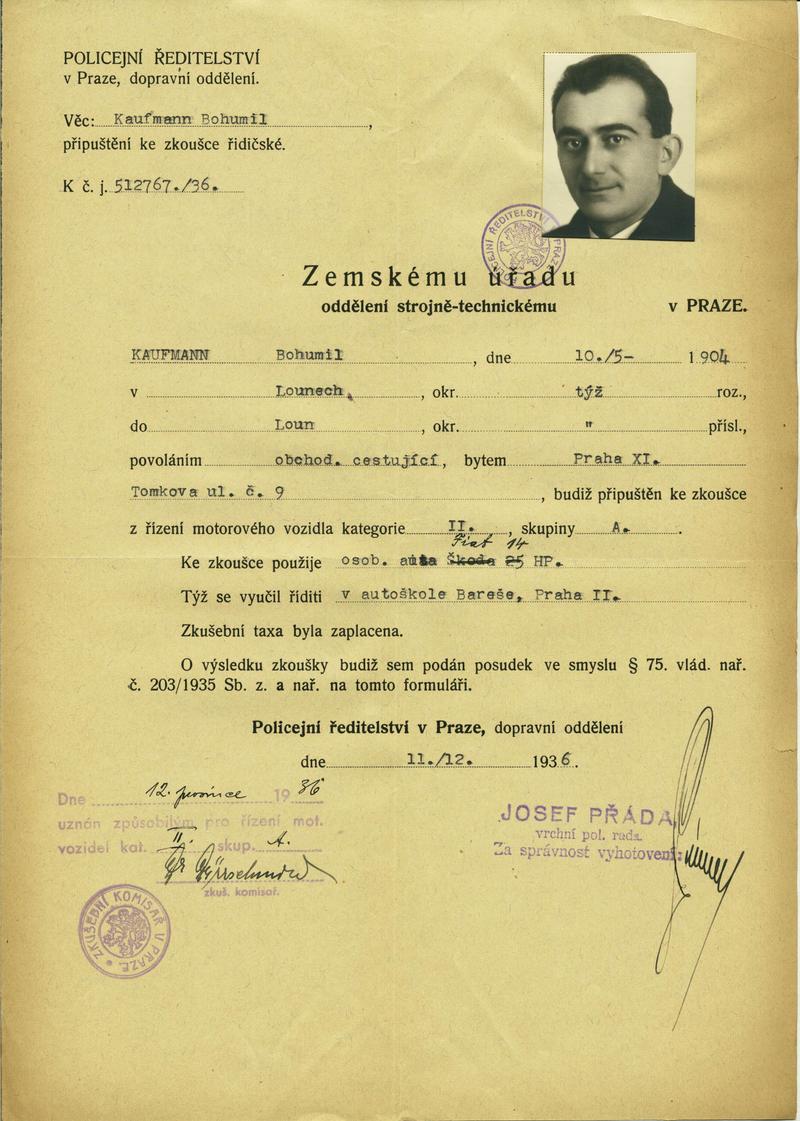 POLICEJNÍ ŘEDITELSTVÍ
v Praze, dopravní oddělení.
Věc: Kaufmann Bohumil,
připuštění ke zkoušce řidičské.
K č. j. 512767./36.
POLICEJNÍ ŘEDITELSTVÍ PRAZE
Zemskému úřadu
oddělení strojně-technickému v PRAZE.
KAUFMANN Bohumil, dne 10./5- 1904
v Lounech, okr. týž roz.,
do Loun, okr. " přísl.,
povoláním obchod. cestující, bytem Praha XI.
Tomkova ul. č. 9, budiž připuštěn ke zkoušce
z řízení motorového vozidla kategorie II., skupiny A.
Fiat 14
Ke zkoušce použije osob. auta Škoda 25 HP.
Týž se vyučil říditi v autoškole Bareše, Praha II.
Zkušební taxa byla zaplacena.
O výsledku zkoušky budiž sem podán posudek ve smyslu § 75. vlád. nař.
č. 203/1935 Sb. z. a nař. na tomto formuláři.
Policejní ředitelství v Praze, dopravní oddělení
dne 11./12. 1936.
Dne 12. prosince 1936
uznán způsobilým pro řízení mot.
vozidel kat. II. skup. A.
zkuš. komisař.
JOSEF PŘÁDA,
vrchní pol. rada.
Za správnost vyhotovení:
ZKUŠEBNÍ KOMISAŘ V PRAZE